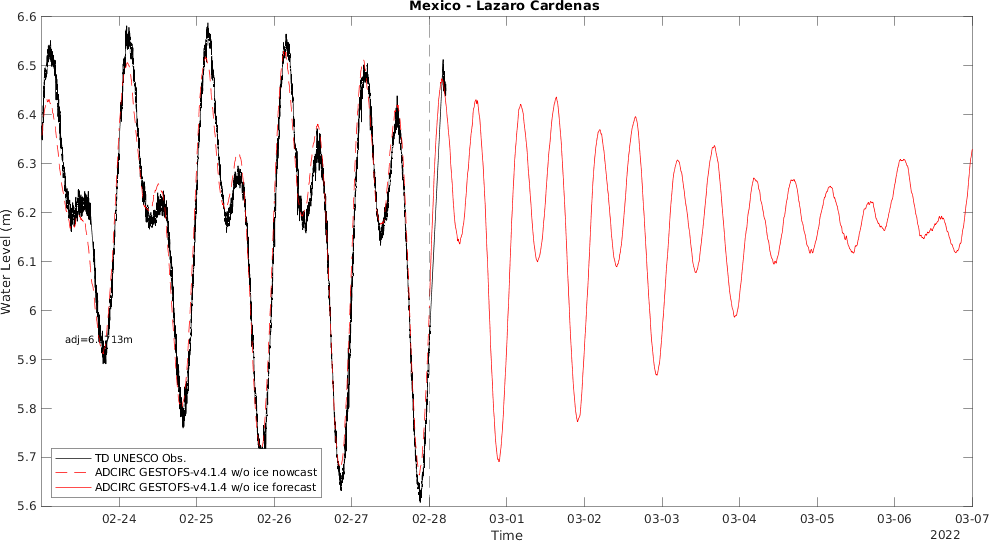 Mexico - Lazaro Cardenas
Water Level (m)
6.6
6.5
6.4
6.3
6.2
6.1
6
5.9
5.8
5.7
5.6
TD UNESCO Obs.
ADCIRC GESTOFS-v4.1.4 w/o ice nowcast
ADCIRC GESTOFS-v4.1.4 w/o ice forecast
02-24 02-25 02-26 02-27 02-28 03-01 03-02 03-03 03-04 03-05 03-06 03-07
Time
2022